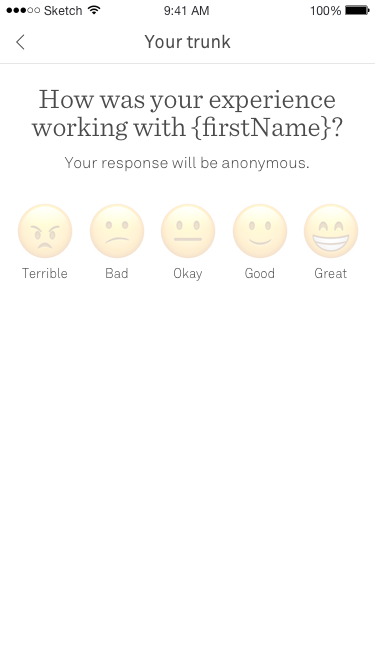 Sketch 9:41 AM 100%
Your trunk
How was your experience
working with {firstName}?
Your response will be anonymous.
Terrible Bad Okay Good Great